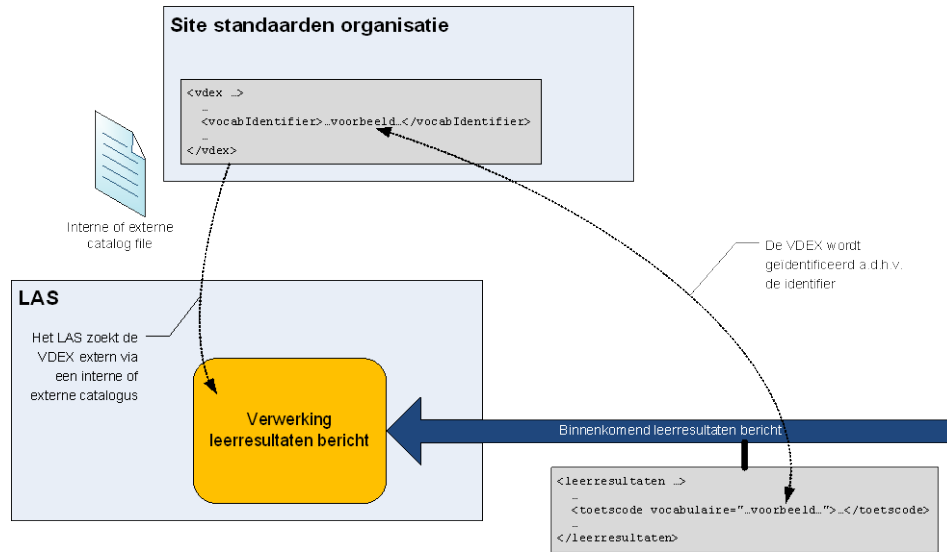 Site standaarden organisatie
<vdex …>
…
<vocabIdentifier>…voorbeeld…</vocabIdentifier>
…
</vdex>
Interne of externe
catalog file
De VDEX wordt
geïdentificeerd a.d.h.v.
de identifier
LAS
Het LAS zoekt de
VDEX extern via
een interne of
externe catalogus
Verwerking
leerresultaten bericht
Binnenkomend leerresultaten bericht
<leerresultaten …>
…
<toetscode vocabulaire="…voorbeeld…">…</toetscode>
…
</leerresultaten>